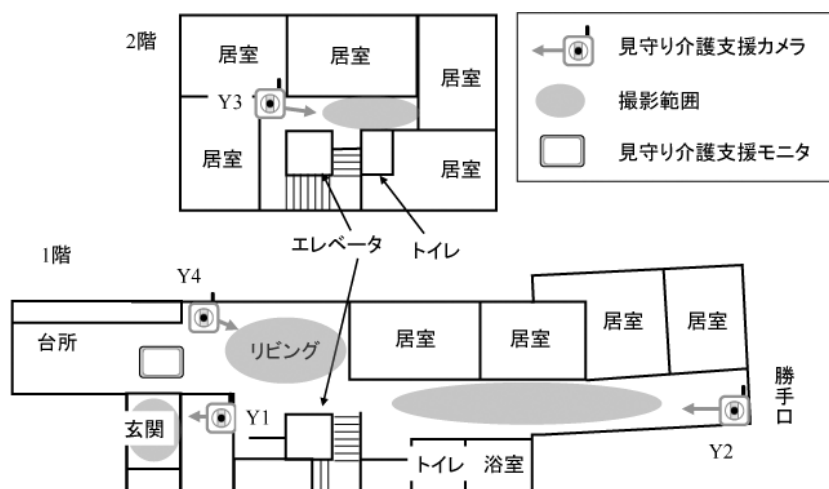 2階
居室
居室
居室
Y3
居室
居室
エレベータ
トイレ
見守り介護支援カメラ
撮影範囲
見守り介護支援モニタ
1階
Y4
台所
リビング
居室
居室
居室
居室
玄関
Y1
トイレ
浴室
Y2
勝手口